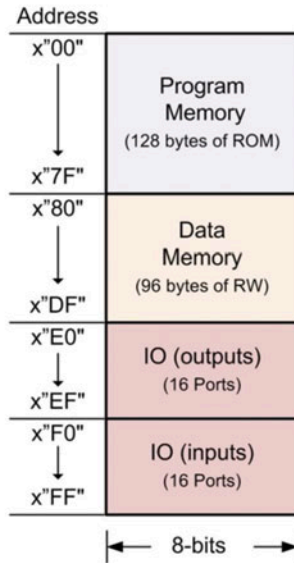 Address
x"00"
Program
Memory
(128 bytes of ROM)
x"7F"
x"80"
Data
Memory
(96 bytes of RW)
x"DF"
x"E0"
IO (outputs)
(16 Ports)
x"EF"
x"F0"
IO (inputs)
(16 Ports)
x"FF"
8-bits